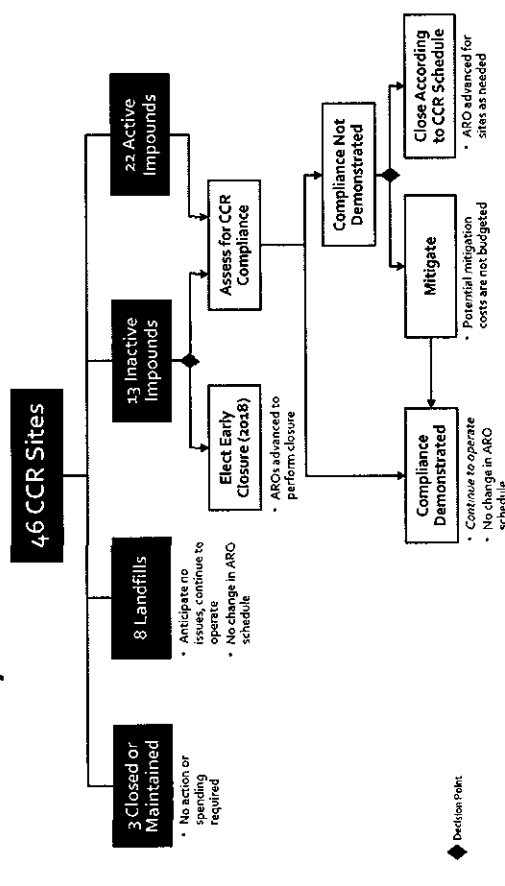 46 CCR Sites
3 Closed or
Maintained
• No action or
spending
required
8 Landfills
• Anticipate no
issues, continue to
operate
• No change in ARO
schedule
13 Inactive
Impounds
22 Active
Impounds
Elect Early
Closure (2018)
• AROs advanced to
perform closure
Assess for CCR
Compliance
Compliance Not
Demonstrated
Compliance
Demonstrated
• Continue to operate
• No change in ARO
schedule
Mitigate
• Potential mitigation
costs are not budgeted
Close According
to CCR Schedule
• ARO advanced for
sites as needed
Decision Point